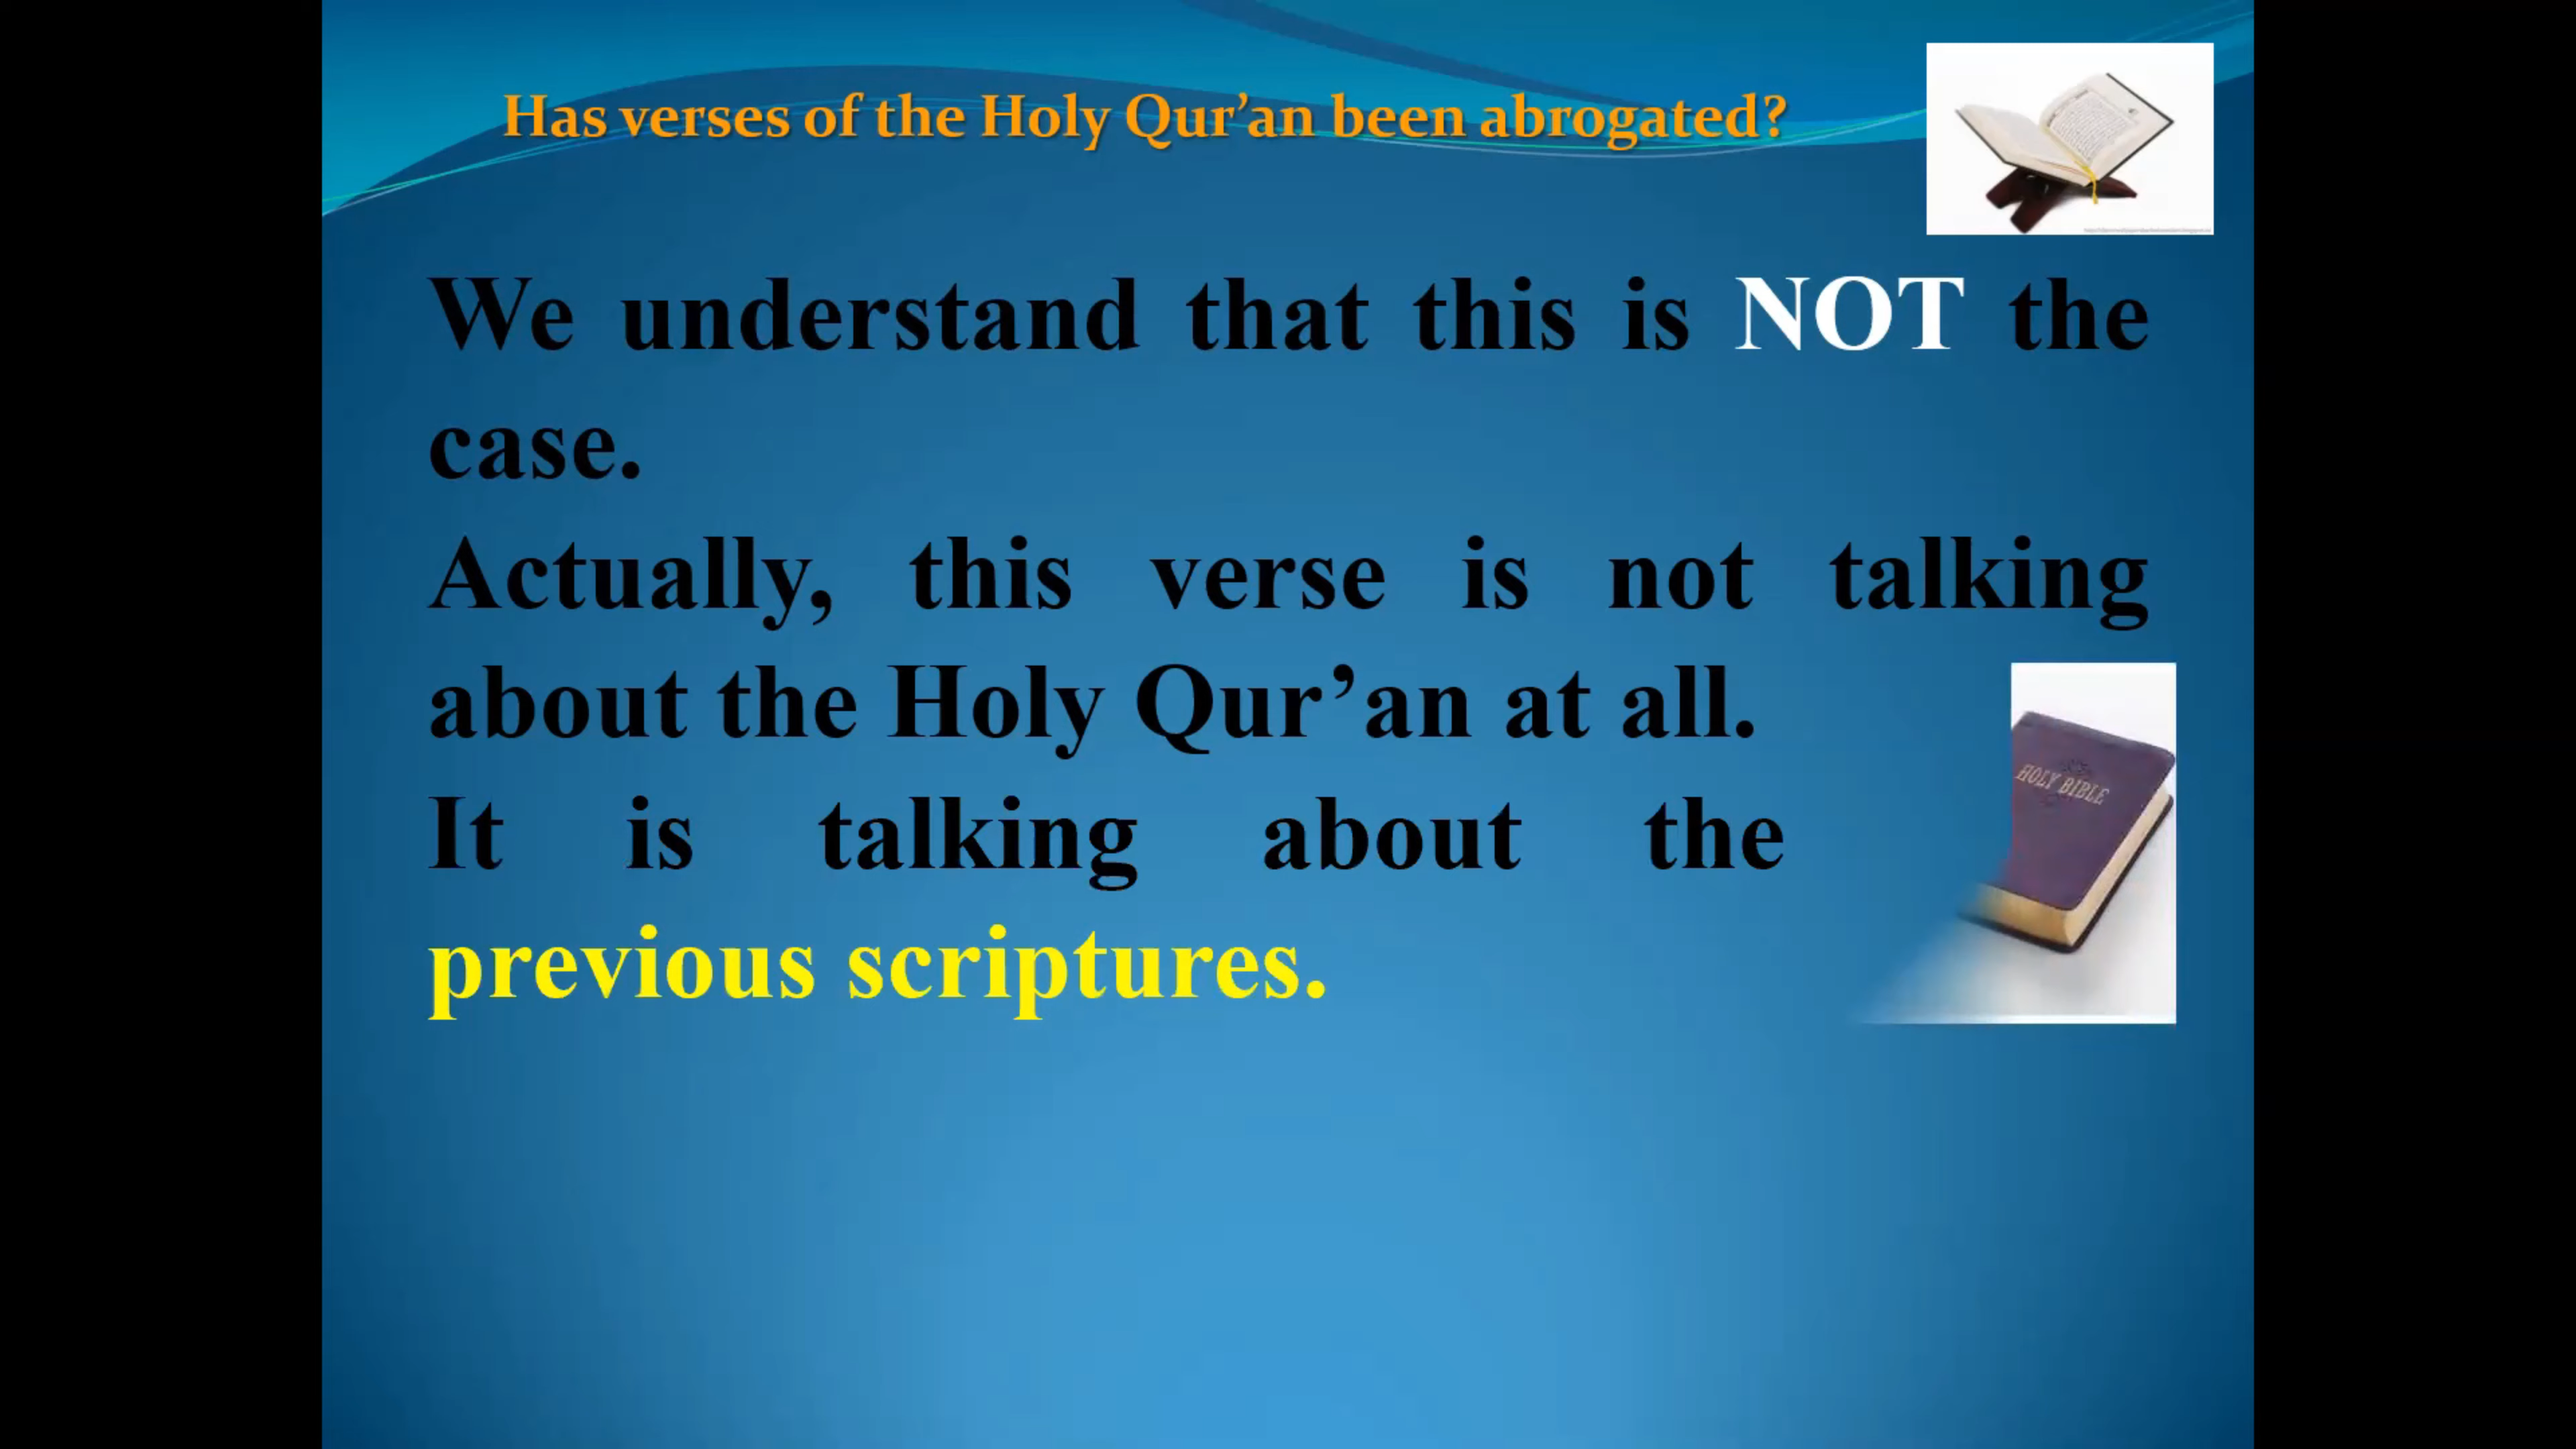 Has verses of the Holy Qur’an been abrogated?
We understand that this is NOT the
case.
Actually, this verse is not talking
about the Holy Qur’an at all.
It is talking about the
previous scriptures.
HOLY BIBLE